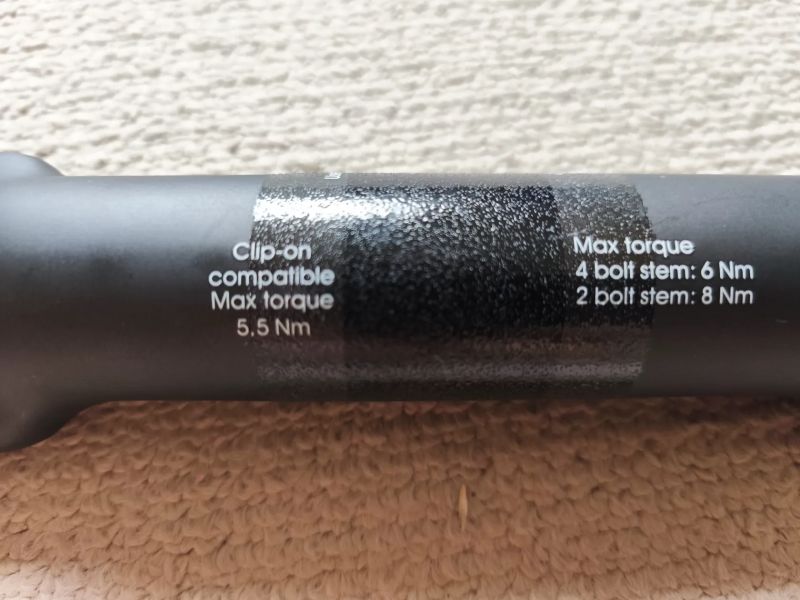 Clip-on
compatible
Max torque
5.5 Nm
Max torque
4 bolt stem: 6 Nm
2 bolt stem: 8 Nm